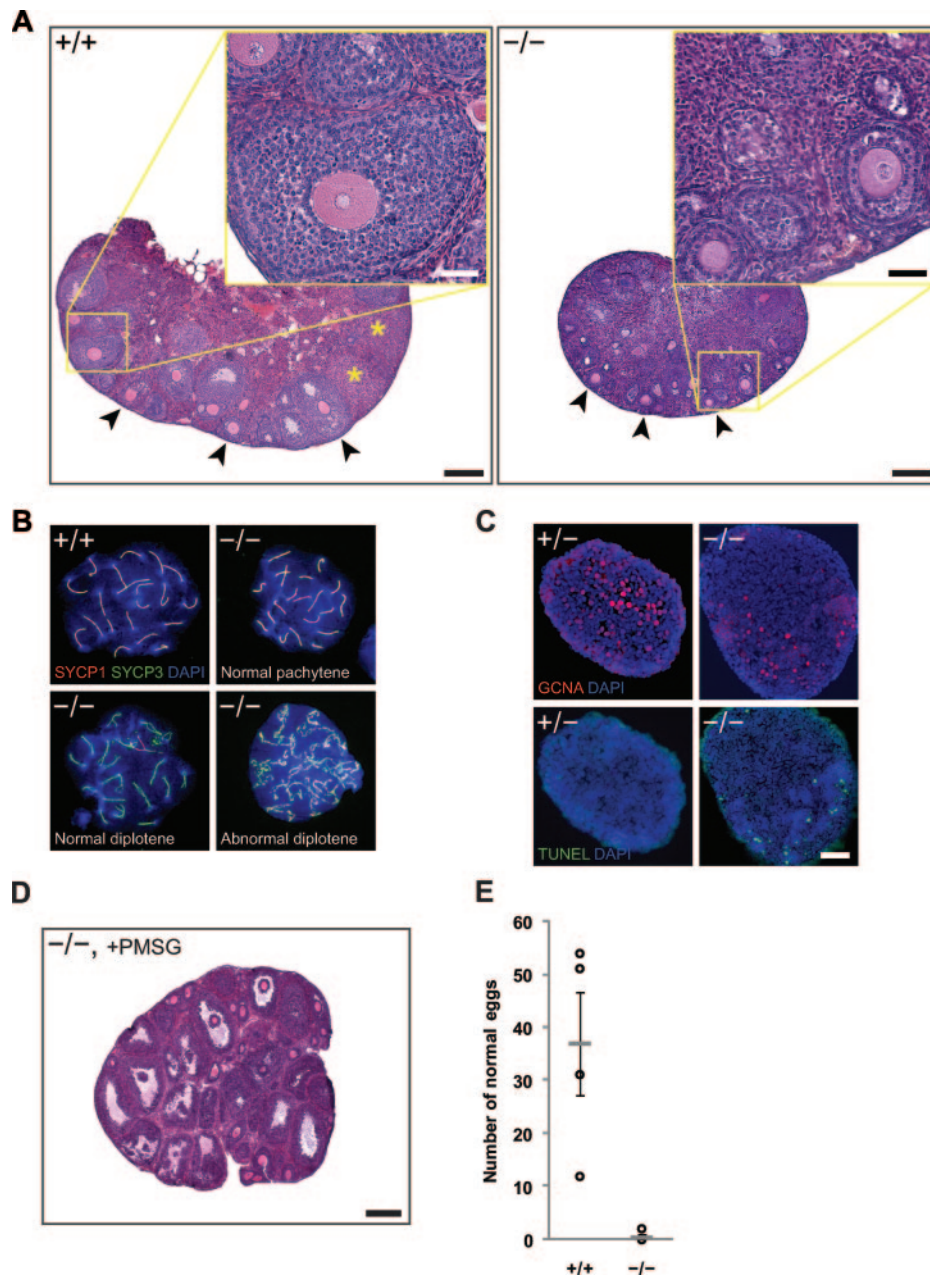 A
+/+
−/−
*
*
B
+/+
−/−
SYCP1 SYCP3 DAPI
Normal pachytene
−/−
−/−
Normal diplotene
Abnormal diplotene
C
+/−
−/−
GCNA DAPI
+/−
−/−
TUNEL DAPI
D
−/−, +PMSG
E
Number of normal eggs
60
50
40
30
20
10
0
+/+
−/−